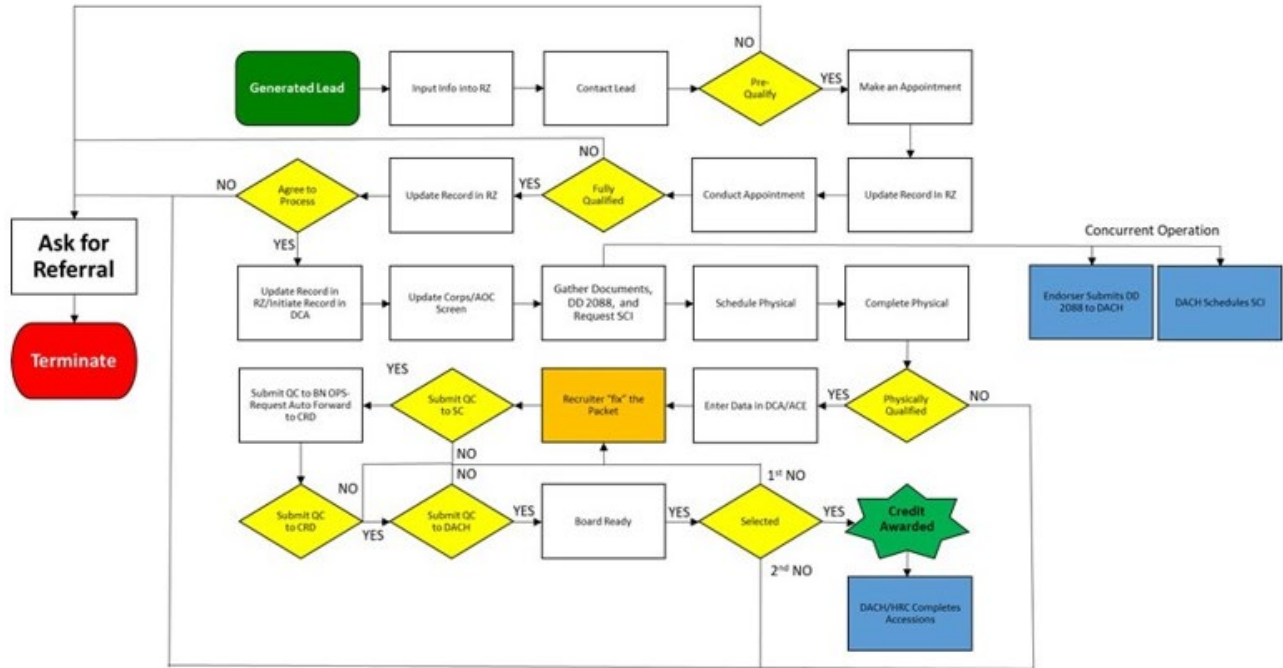 NO
Generated Lead
Input Info into RZ
Contact Lead
Pre-
Qualify
YES
Make an Appointment
NO
NO
Agree to
Process
Update Record in RZ
YES
Fully
Qualified
Conduct Appointment
Update Record In RZ
Ask for
Referral
YES
Concurrent Operation
Update Record in
RZ/Initiate Record in
DCA
Update Corps/AOC
Screen
Gather Documents,
DD 2088, and
Request SCI
Schedule Physical
Complete Physical
Endorser Submits DD
2088 to DACH
DACH Schedules SCI
Terminate
YES
Submit QC to BN OPS-
Request Auto Forward
to CRD
Submit QC
to SC
Recruiter "fix" the
Packet
Enter Data in DCA/ACE
YES
Physically
Qualified
NO
NO
NO
NO
1st NO
Submit QC
to CRD
YES
Submit QC
to DACH
YES
Board Ready
YES
Selected
YES
Credit
Awarded
2nd NO
DACH/HRC Completes
Accessions